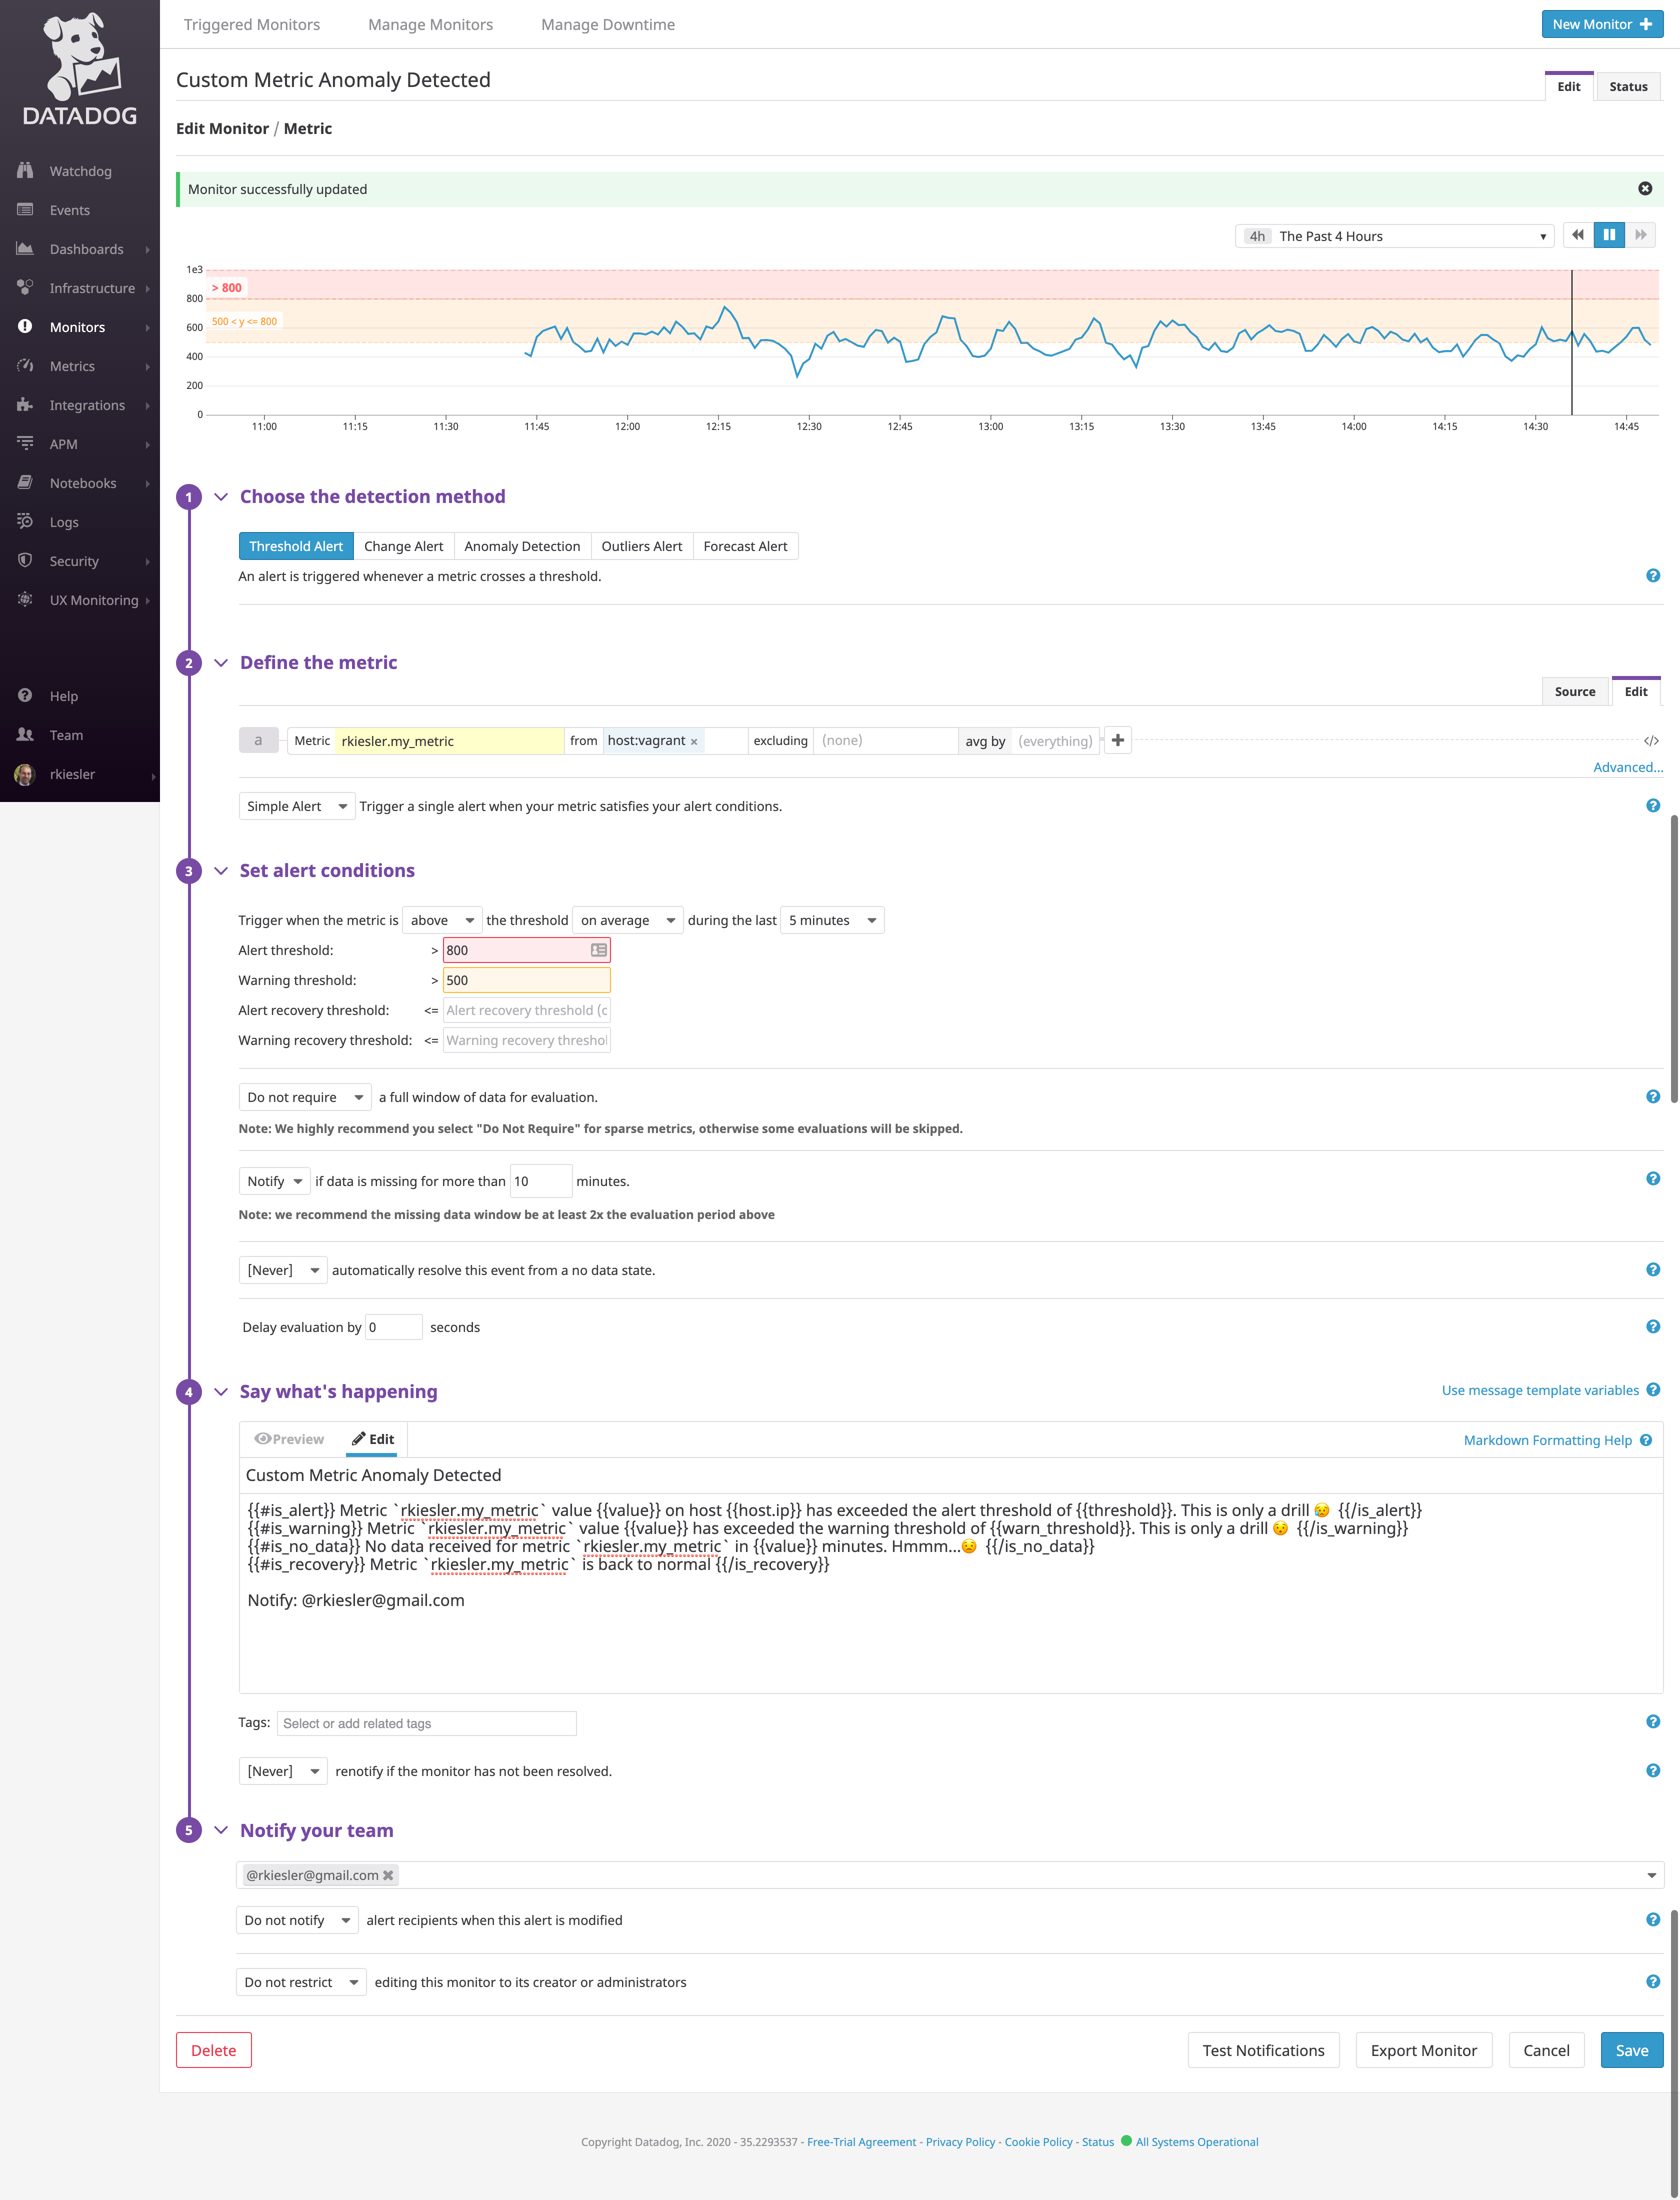 DATADOG
Watchdog
Events
Dashboards
Infrastructure
Monitors
Metrics
Integrations
APM
Notebooks
Logs
Security
UX Monitoring
Help
Team
rkiesler
Triggered Monitors Manage Monitors Manage Downtime New Monitor +
Custom Metric Anomaly Detected Edit Status
Edit Monitor / Metric
Monitor successfully updated
4h The Past 4 Hours
1e3
> 800
800
500 < y <= 800
600
400
200
0
11:00 11:15 11:30 11:45 12:00 12:15 12:30 12:45 13:00 13:15 13:30 13:45 14:00 14:15 14:30 14:45
1 Choose the detection method
Threshold Alert Change Alert Anomaly Detection Outliers Alert Forecast Alert
An alert is triggered whenever a metric crosses a threshold. ?
2 Define the metric
Source Edit
a Metric rkiesler.my_metric from host:vagrant × excluding (none) avg by (everything) + </>
Advanced...
Simple Alert Trigger a single alert when your metric satisfies your alert conditions. ?
3 Set alert conditions
Trigger when the metric is above the threshold on average during the last 5 minutes
Alert threshold: > 800
Warning threshold: > 500
Alert recovery threshold: <= Alert recovery threshold (c
Warning recovery threshold: <= Warning recovery threshol
Do not require a full window of data for evaluation. ?
Note: We highly recommend you select "Do Not Require" for sparse metrics, otherwise some evaluations will be skipped.
Notify if data is missing for more than 10 minutes. ?
Note: we recommend the missing data window be at least 2x the evaluation period above
[Never] automatically resolve this event from a no data state. ?
Delay evaluation by 0 seconds ?
4 Say what's happening Use message template variables ?
Preview Edit Markdown Formatting Help ?
Custom Metric Anomaly Detected
{{#is_alert}} Metric `rkiesler.my_metric` value {{value}} on host {{host.ip}} has exceeded the alert threshold of {{threshold}}. This is only a drill 😥 {{/is_alert}}
{{#is_warning}} Metric `rkiesler.my_metric` value {{value}} has exceeded the warning threshold of {{warn_threshold}}. This is only a drill 😟 {{/is_warning}}
{{#is_no_data}} No data received for metric `rkiesler.my_metric` in {{value}} minutes. Hmmm...😟 {{/is_no_data}}
{{#is_recovery}} Metric `rkiesler.my_metric` is back to normal {{/is_recovery}}
Notify: @rkiesler@gmail.com
Tags: Select or add related tags ?
[Never] renotify if the monitor has not been resolved. ?
5 Notify your team
@rkiesler@gmail.com ✖
Do not notify alert recipients when this alert is modified ?
Do not restrict editing this monitor to its creator or administrators ?
Delete Test Notifications Export Monitor Cancel Save
Copyright Datadog, Inc. 2020 - 35.2293537 - Free-Trial Agreement - Privacy Policy - Cookie Policy - Status All Systems Operational